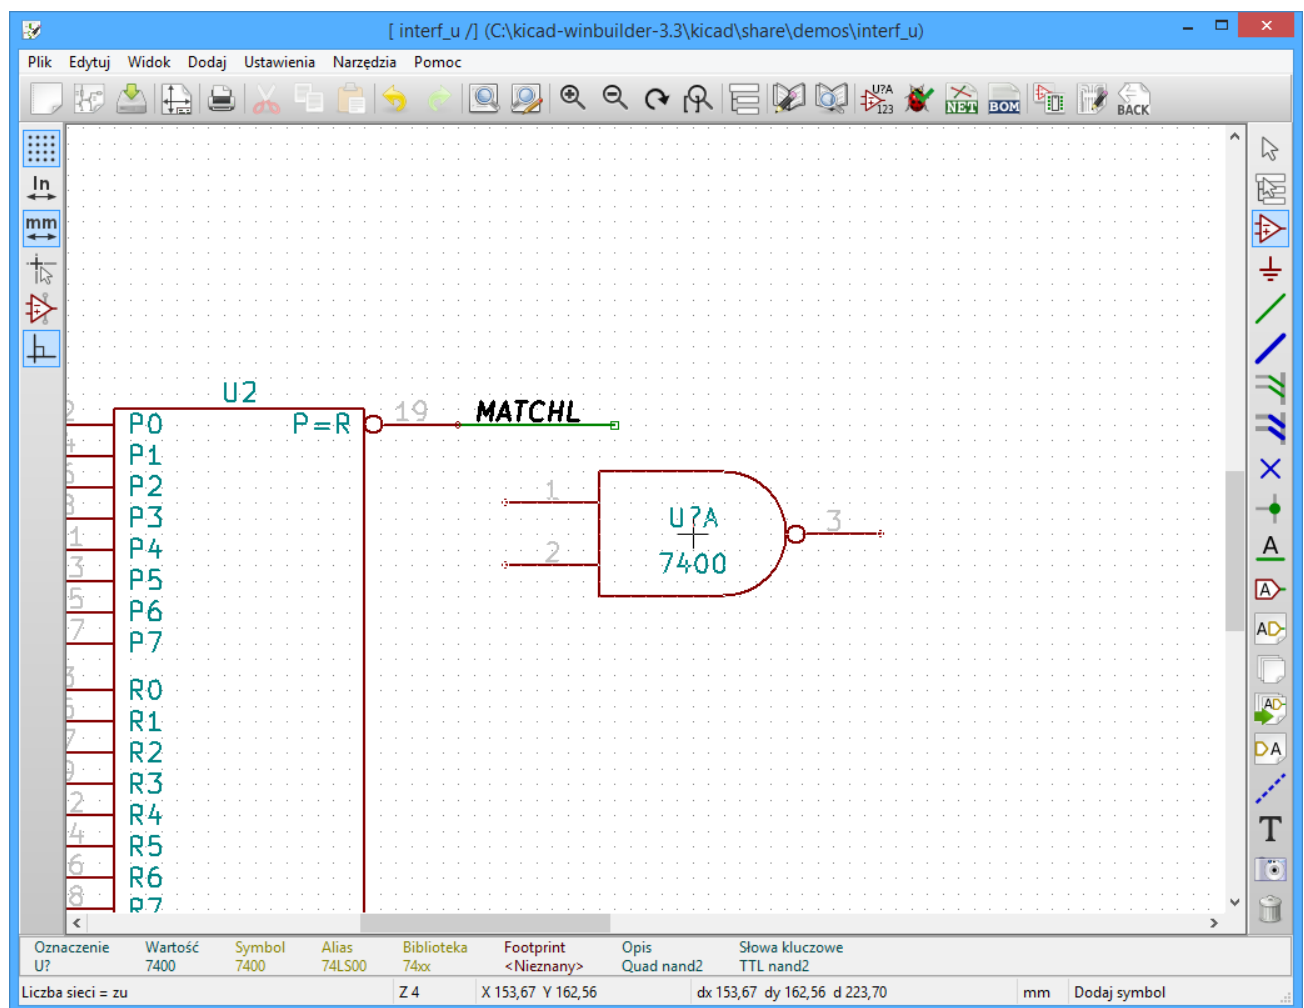 [ interf_u /] (C:\kicad-winbuilder-3.3\kicad\share\demos\interf_u)
Plik Edytuj Widok Dodaj Ustawienia Narzędzia Pomoc
U?A
123
NET
BOM
BACK
In
mm
U2
P0 P=R 19 MATCHL
P1
P2
P3
P4
P5
P6
P7
R0
R1
R2
R3
R4
R5
R6
R7
1
2
U?A
7400
3
A
A
AD
AD
DA
T
Oznaczenie Wartość Symbol Alias Biblioteka Footprint Opis Słowa kluczowe
U? 7400 7400 74LS00 74xx <Nieznany> Quad nand2 TTL nand2
Liczba sieci = zu Z 4 X 153,67 Y 162,56 dx 153,67 dy 162,56 d 223,70 mm Dodaj symbol